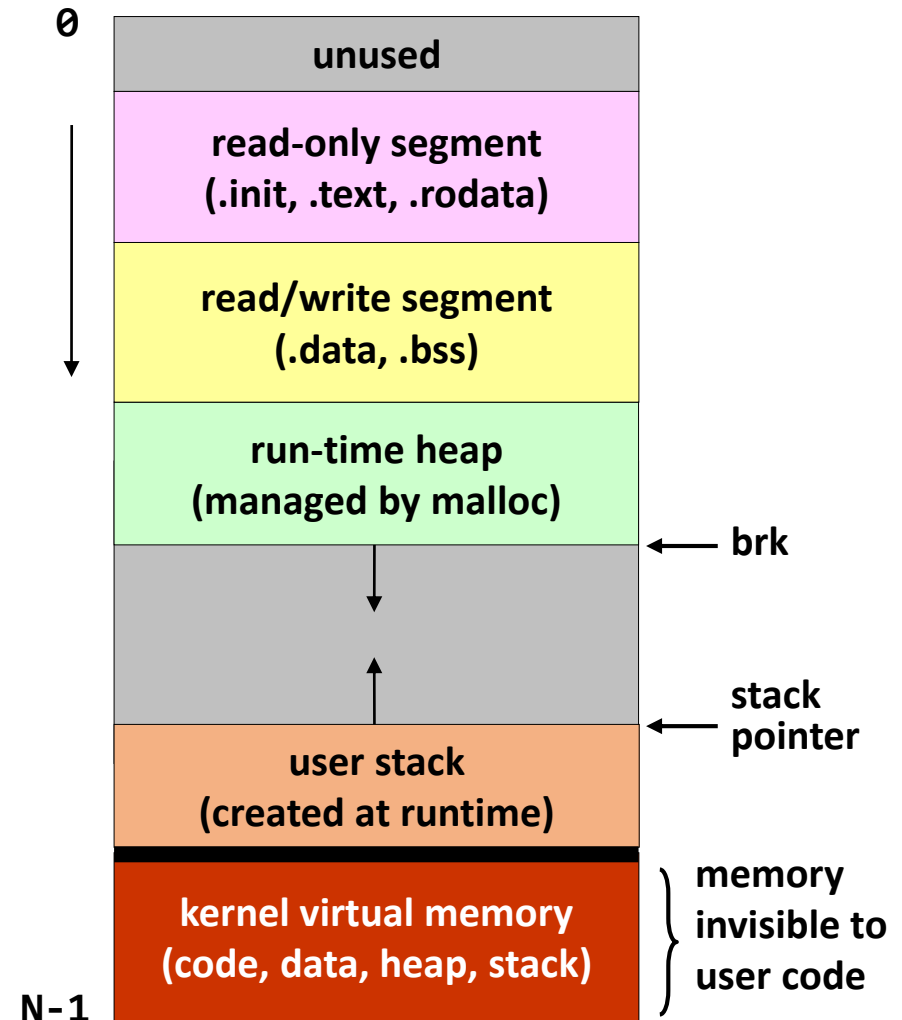 0
unused
read-only segment
(.init, .text, .rodata)
read/write segment
(.data, .bss)
run-time heap
(managed by malloc)
brk
stack
pointer
user stack
(created at runtime)
kernel virtual memory
(code, data, heap, stack)
memory
invisible to
user code
N-1